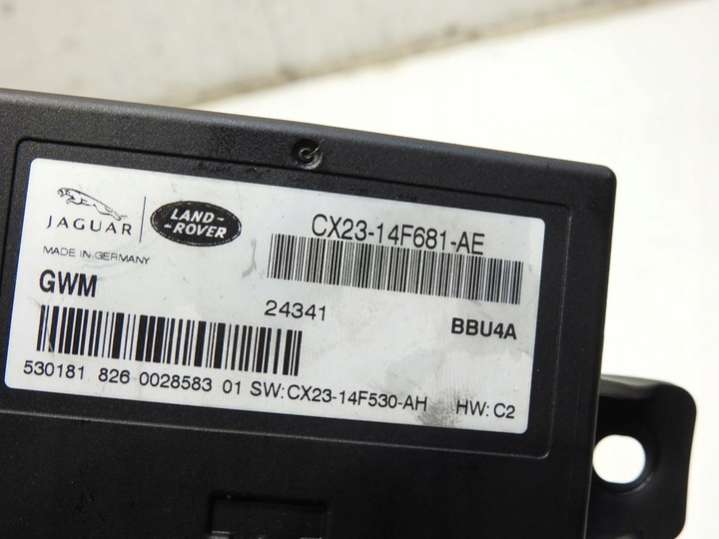 JAGUAR
LAND-
-ROVER
CX23-14F681-AE
MADE IN GERMANY
GWM
24341
BBU4A
530181 826 0028583 01 SW:CX23-14F530-AH HW:C2